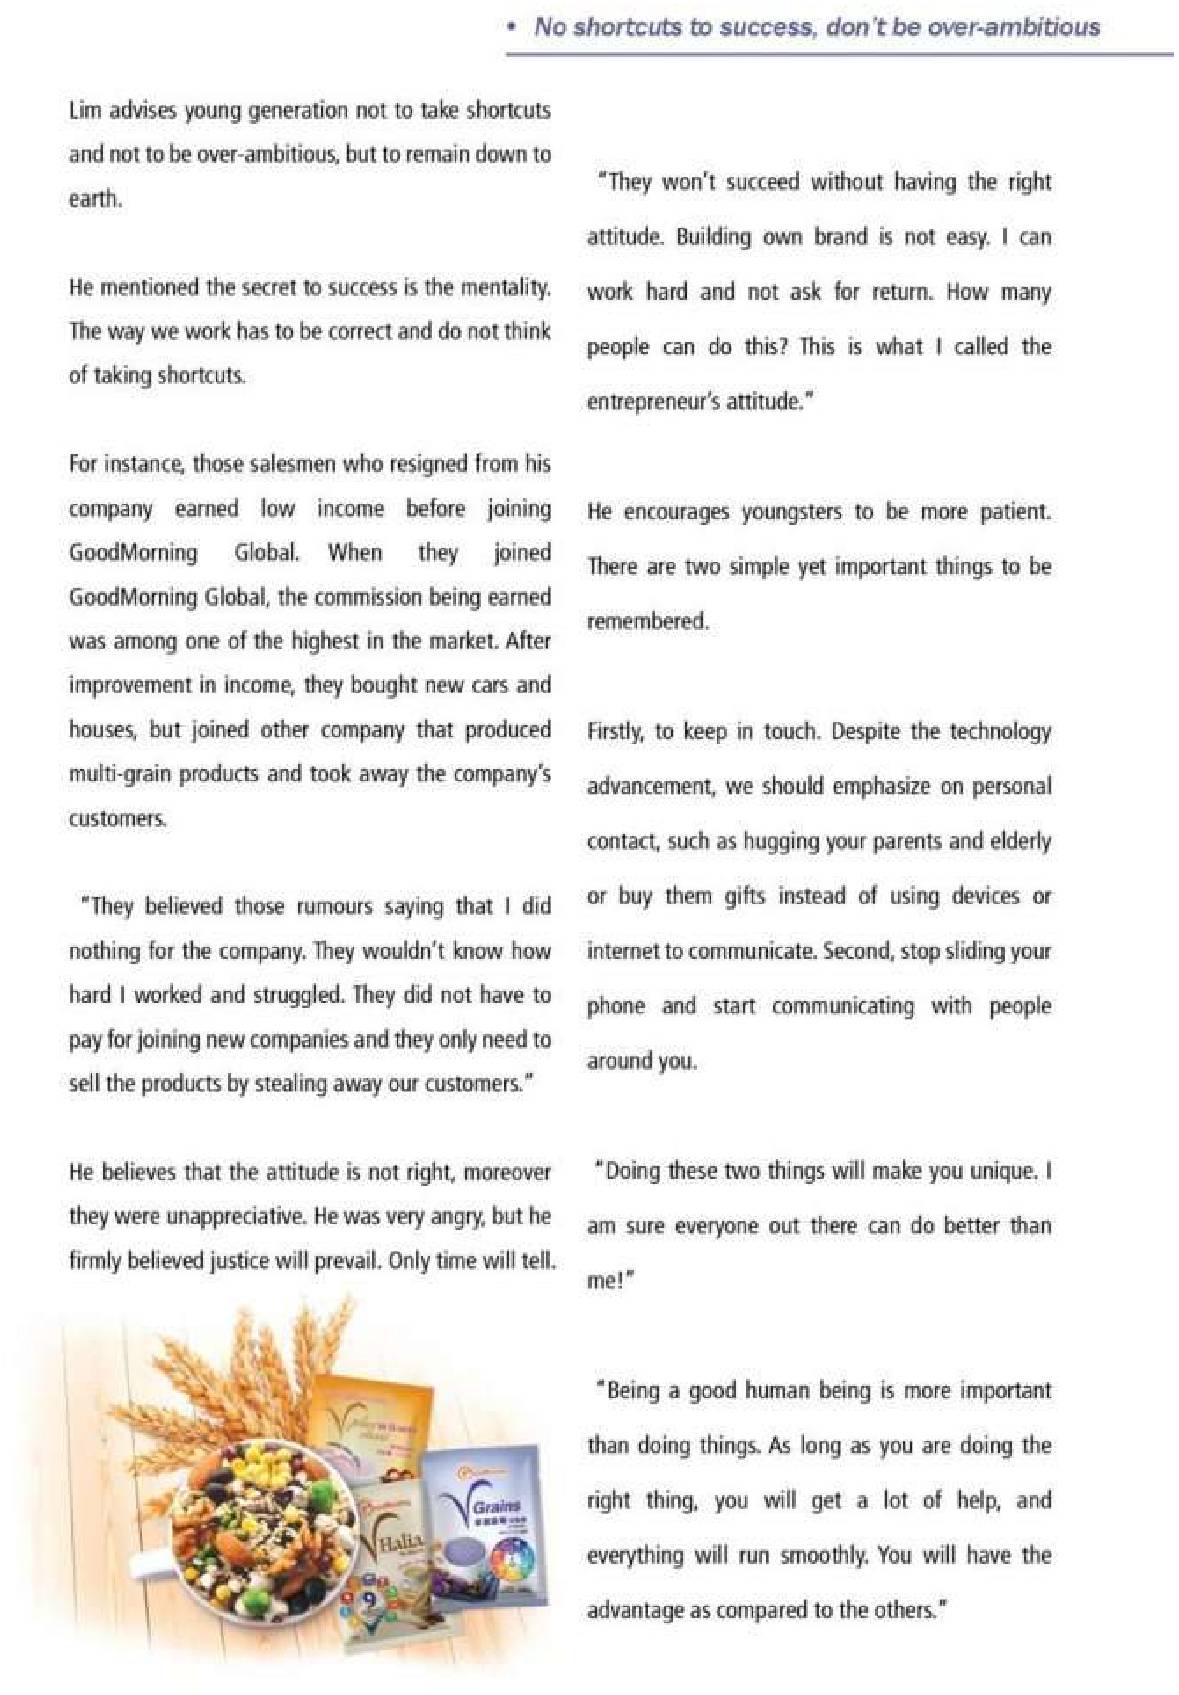 • No shortcuts to success, don't be over-ambitious
Lim advises young generation not to take shortcuts
and not to be over-ambitious, but to remain down to
earth.
He mentioned the secret to success is the mentality.
The way we work has to be correct and do not think
of taking shortcuts.
For instance, those salesmen who resigned from his
company earned low income before joining
GoodMorning Global. When they joined
GoodMorning Global, the commission being earned
was among one of the highest in the market. After
improvement in income, they bought new cars and
houses, but joined other company that produced
multi-grain products and took away the company's
customers.
"They believed those rumours saying that I did
nothing for the company. They wouldn't know how
hard I worked and struggled. They did not have to
pay for joining new companies and they only need to
sell the products by stealing away our customers."
He believes that the attitude is not right, moreover
they were unappreciative. He was very angry, but he
firmly believed justice will prevail. Only time will tell.
Grains
Halia
9
"They won't succeed without having the right
attitude. Building own brand is not easy. I can
work hard and not ask for return. How many
people can do this? This is what I called the
entrepreneur's attitude."
He encourages youngsters to be more patient.
There are two simple yet important things to be
remembered.
Firstly, to keep in touch. Despite the technology
advancement, we should emphasize on personal
contact, such as hugging your parents and elderly
or buy them gifts instead of using devices or
internet to communicate. Second, stop sliding your
phone and start communicating with people
around you.
"Doing these two things will make you unique. I
am sure everyone out there can do better than
me!"
"Being a good human being is more important
than doing things. As long as you are doing the
right thing, you will get a lot of help, and
everything will run smoothly. You will have the
advantage as compared to the others."